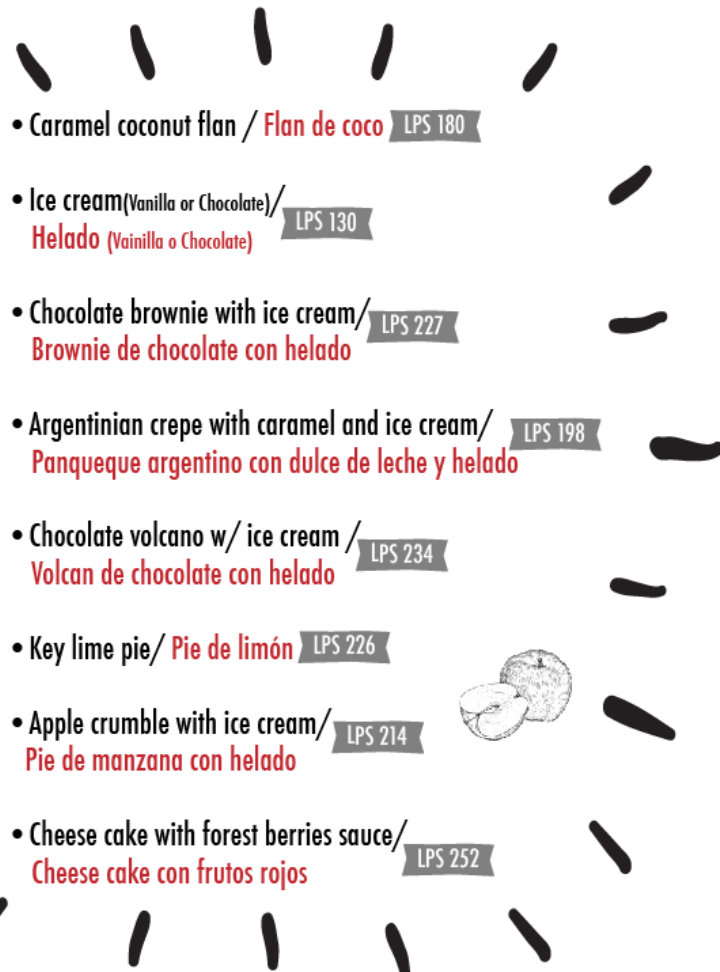 • Caramel coconut flan / Flan de coco LPS 180
• Ice cream(Vanilla or Chocolate)/ LPS 130
Helado (Vainilla o Chocolate)
• Chocolate brownie with ice cream/ LPS 227
Brownie de chocolate con helado
• Argentinian crepe with caramel and ice cream/ LPS 198
Panqueque argentino con dulce de leche y helado
• Chocolate volcano w/ ice cream / LPS 234
Volcan de chocolate con helado
• Key lime pie/ Pie de limón LPS 226
• Apple crumble with ice cream/ LPS 214
Pie de manzana con helado
• Cheese cake with forest berries sauce/ LPS 252
Cheese cake con frutos rojos